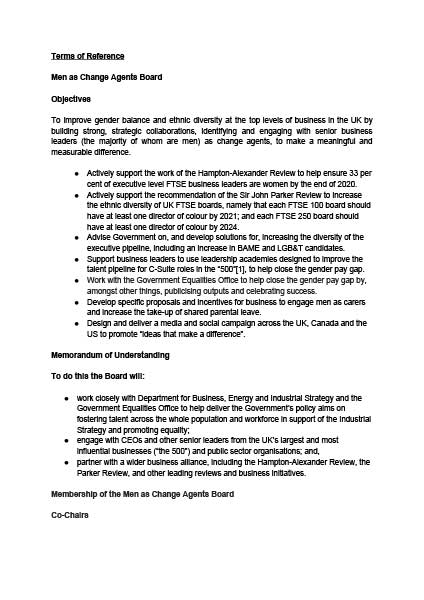 Terms of Reference
Men as Change Agents Board
Objectives
To improve gender balance and ethnic diversity at the top levels of business in the UK by
building strong, strategic collaborations, identifying and engaging with senior business
leaders (the majority of whom are men) as change agents, to make a meaningful and
measurable difference.
● Actively support the work of the Hampton-Alexander Review to help ensure 33 per
cent of executive level FTSE business leaders are women by the end of 2020.
● Actively support the recommendation of the Sir John Parker Review to increase
the ethnic diversity of UK FTSE boards, namely that each FTSE 100 board should
have at least one director of colour by 2021; and each FTSE 250 board should
have at least one director of colour by 2024.
● Advise Government on, and develop solutions for, increasing the diversity of the
executive pipeline, including an increase in BAME and LGB&T candidates.
● Support business leaders to use leadership academies designed to improve the
talent pipeline for C-Suite roles in the "500"[1], to help close the gender pay gap.
● Work with the Government Equalities Office to help close the gender pay gap by,
amongst other things, publicising outputs and celebrating success.
● Develop specific proposals and incentives for business to engage men as carers
and increase the take-up of shared parental leave.
● Design and deliver a media and social campaign across the UK, Canada and the
US to promote "ideas that make a difference".
Memorandum of Understanding
To do this the Board will:
● work closely with Department for Business, Energy and Industrial Strategy and the
Government Equalities Office to help deliver the Government's policy aims on
fostering talent across the whole population and workforce in support of the Industrial
Strategy and promoting equality;
● engage with CEOs and other senior leaders from the UK's largest and most
influential businesses ("the 500") and public sector organisations; and,
● partner with a wider business alliance, including the Hampton-Alexander Review, the
Parker Review, and other leading reviews and business initiatives.
Membership of the Men as Change Agents Board
Co-Chairs